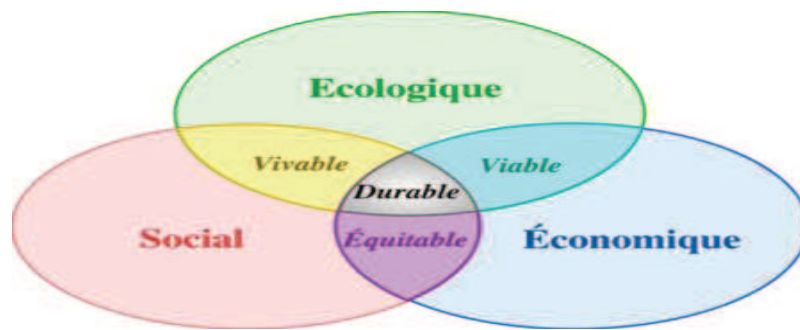 Ecologique
Vivable
Viable
Durable
Social
Équitable
Économique